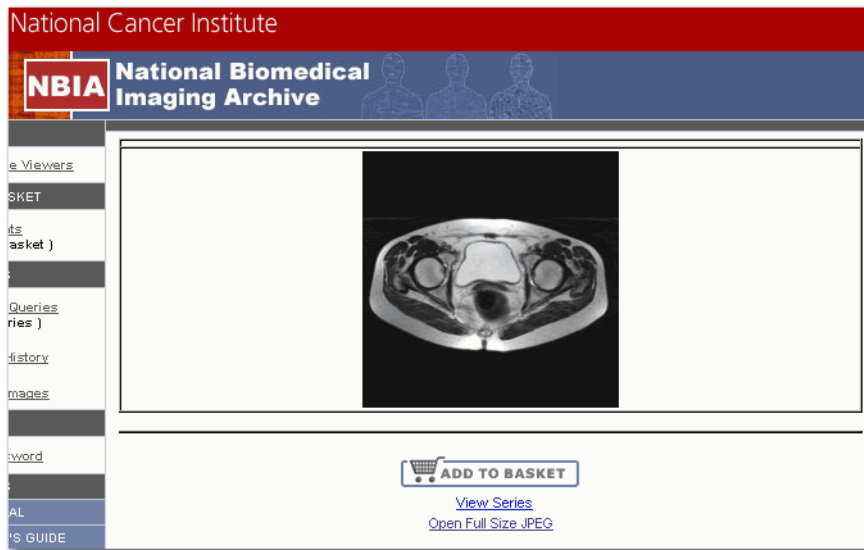 National Cancer Institute
NBIA
National Biomedical
Imaging Archive
e Viewers
SKET
ts
asket )
Queries
ries )
History
mages
word
AL
'S GUIDE
ADD TO BASKET
View Series
Open Full Size JPEG